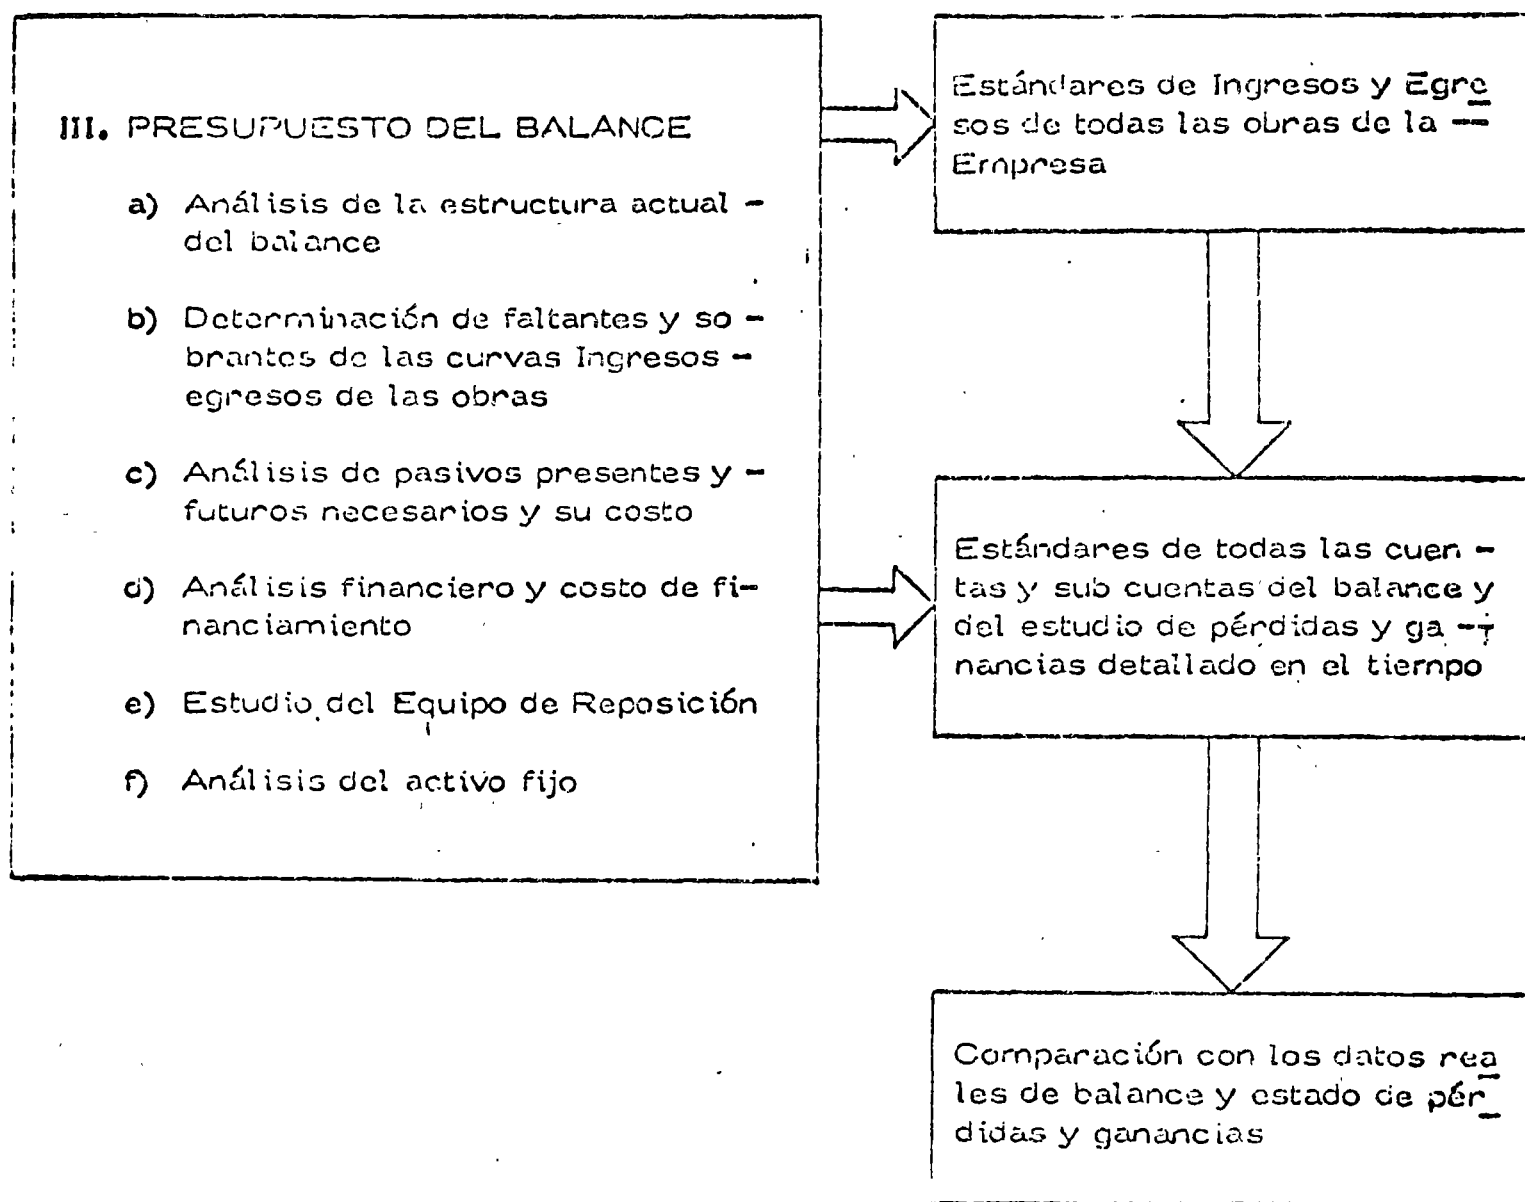 III. PRESUPUESTO DEL BALANCE
a) Análisis de la estructura actual -
del balance
b) Determinación de faltantes y so -
brantes de las curvas Ingresos -
egresos de las obras
c) Análisis de pasivos presentes y -
futuros necesarios y su costo
d) Análisis financiero y costo de fi-
nanciamiento
e) Estudio del Equipo de Reposición
f) Análisis del activo fijo
Estándares de Ingresos y Egre
sos de todas las obras de la --
Empresa
Estándares de todas las cuen -
tas y sub cuentas del balance y
del estudio de pérdidas y ga -
nancias detallado en el tiempo
Comparación con los datos rea
les de balance y estado de pér
didas y ganancias